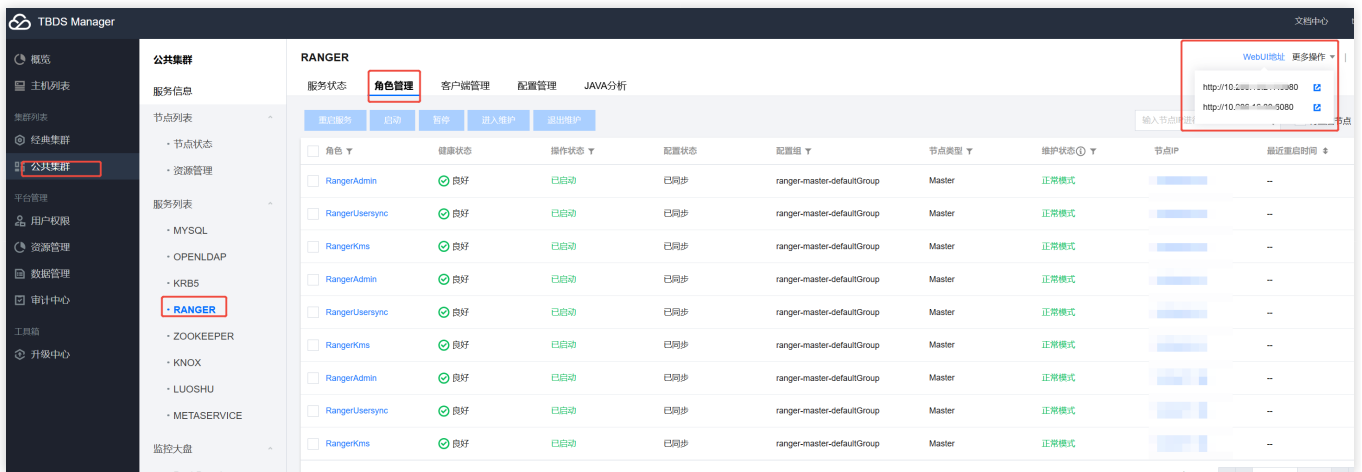 TBDS Manager
文档中心
概览
主机列表
集群列表
经典集群
公共集群
平台管理
用户权限
资源管理
数据管理
审计中心
工具箱
升级中心
公共集群
服务信息
节点列表
• 节点状态
• 资源管理
服务列表
• MYSQL
• OPENLDAP
• KRB5
• RANGER
• ZOOKEEPER
• KNOX
• LUOSHU
• METASERVICE
监控大盘
RANGER
WebUI地址 更多操作
服务状态 角色管理 客户端管理 配置管理 JAVA分析
重启服务 启动 暂停 进入维护 退出维护
角色 健康状态 操作状态 配置状态 配置组 节点类型 维护状态 节点IP 最近重启时间
RangerAdmin 良好 已启动 已同步 ranger-master-defaultGroup Master 正常模式 --
RangerUsersync 良好 已启动 已同步 ranger-master-defaultGroup Master 正常模式 --
RangerKms 良好 已启动 已同步 ranger-master-defaultGroup Master 正常模式 --
RangerAdmin 良好 已启动 已同步 ranger-master-defaultGroup Master 正常模式 --
RangerUsersync 良好 已启动 已同步 ranger-master-defaultGroup Master 正常模式 --
RangerKms 良好 已启动 已同步 ranger-master-defaultGroup Master 正常模式 --
RangerAdmin 良好 已启动 已同步 ranger-master-defaultGroup Master 正常模式 --
RangerUsersync 良好 已启动 已同步 ranger-master-defaultGroup Master 正常模式 --
RangerKms 良好 已启动 已同步 ranger-master-defaultGroup Master 正常模式 --